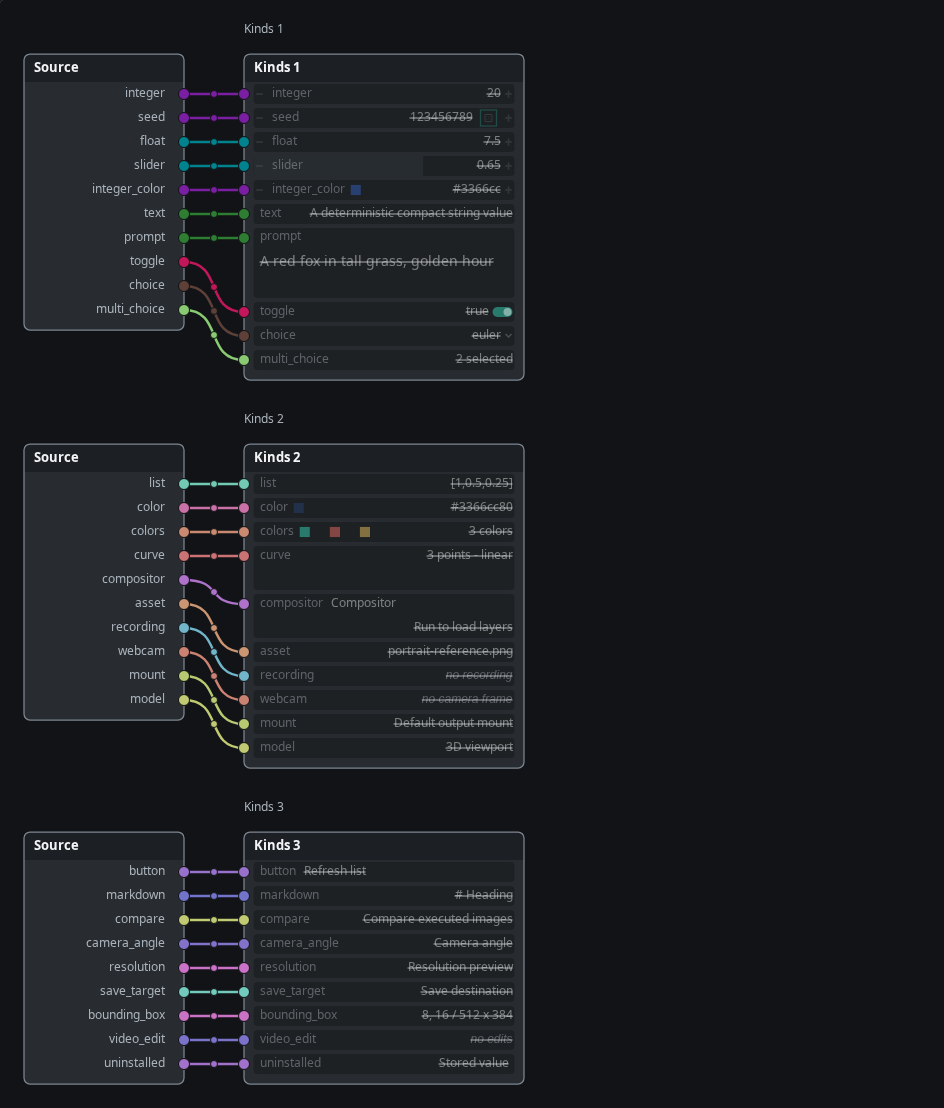 Kinds 1
Source
integer
seed
float
slider
integer_color
text
prompt
toggle
choice
multi_choice
Kinds 1
integer 20
seed 123456789
float 7.5
slider 0.65
integer_color #3366cc
text A deterministic compact string value
prompt
A red fox in tall grass, golden hour
toggle true
choice euler
multi_choice 2 selected
Kinds 2
Source
list
color
colors
curve
compositor
asset
recording
webcam
mount
model
Kinds 2
list [1,0.5,0.25]
color #3366cc80
colors 3 colors
curve 3 points - linear
compositor Compositor
Run to load layers
asset portrait-reference.png
recording no recording
webcam no camera frame
mount Default output mount
model 3D viewport
Kinds 3
Source
button
markdown
compare
camera_angle
resolution
save_target
bounding_box
video_edit
uninstalled
Kinds 3
button Refresh list
markdown # Heading
compare Compare executed images
camera_angle Camera angle
resolution Resolution preview
save_target Save destination
bounding_box 8, 16 / 512 x 384
video_edit no edits
uninstalled Stored value